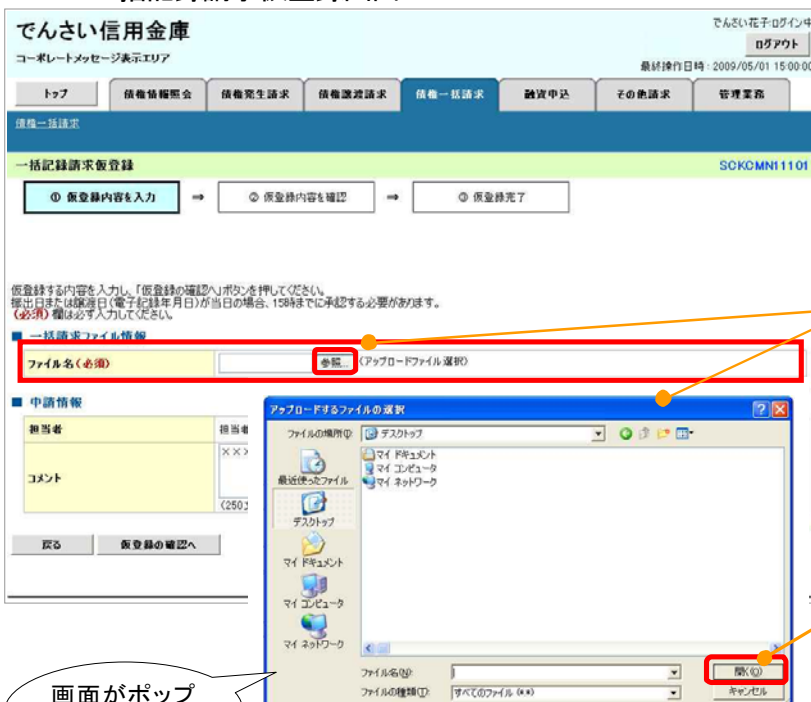 でんさい信用金庫
コーポレートメッセージ表示エリア
でんさい花子:ログイン中
ログアウト
最終操作日時：2009/05/01 15:00:00
トップ
債権情報照会
債権発生請求
債権譲渡請求
債権一括請求
融資申込
その他請求
管理業務
債権一括請求
一括記録請求仮登録
SCKCMN11101
① 仮登録内容を入力
⇒
② 仮登録内容を確認
⇒
③ 仮登録完了
仮登録する内容を入力し、「仮登録の確認へ」ボタンを押してください。
振出日または譲渡日(電子記録年月日)が当日の場合、15時までに承認する必要があります。
(必須)欄は必ず入力してください。
■ 一括請求ファイル情報
ファイル名(必須)
参照...
(アップロードファイル選択)
■ 申請情報
担当者
担当者
コメント
×××
(250文
戻る
仮登録の確認へ
アップロードするファイルの選択
ファイルの場所(I):
デスクトップ
マイ ドキュメント
マイ コンピュータ
マイ ネットワーク
最近使ったファイル
デスクトップ
マイ ドキュメント
マイ コンピュータ
マイ ネットワーク
ファイル名(N):
開く(O)
ファイルの種類(T):
すべてのファイル (*.*)
キャンセル
画面がポップ